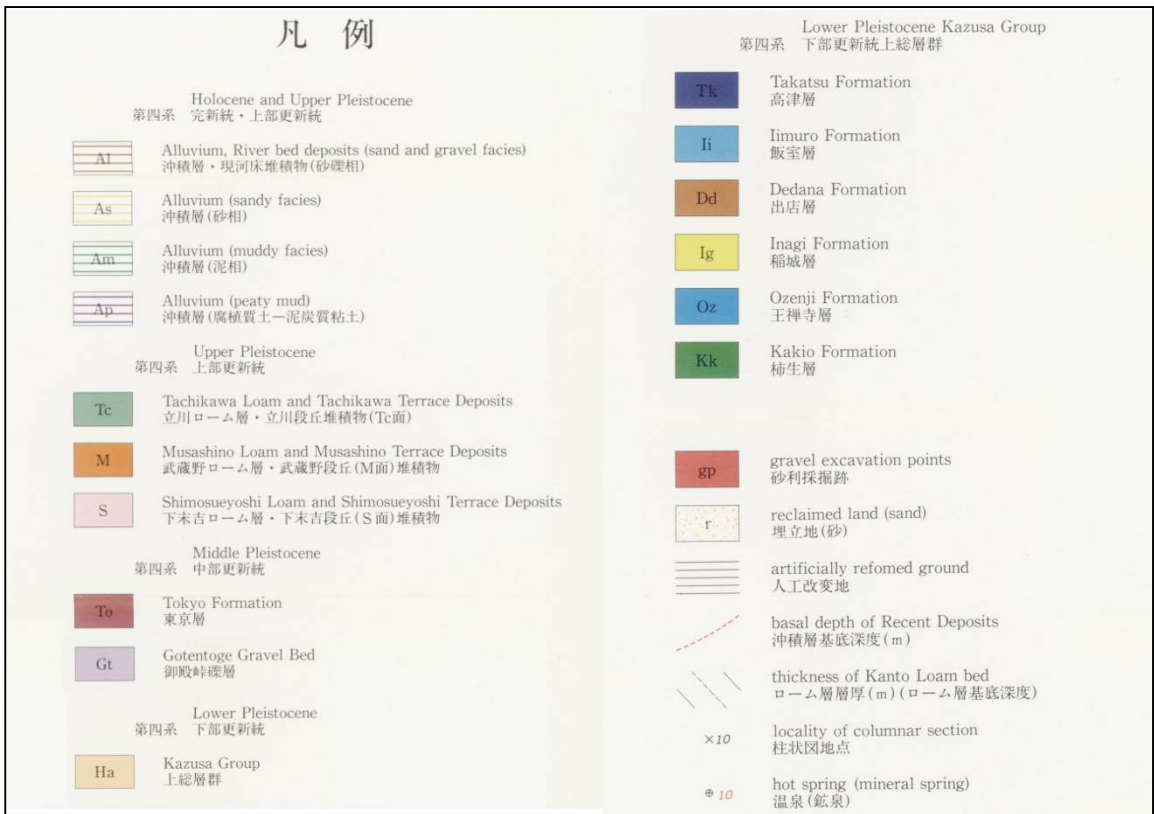 凡 例
Holocene and Upper Pleistocene
第四系 完新統・上部更新統
Al
Alluvium, River bed deposits (sand and gravel facies)
沖積層・現河床堆積物(砂礫相)
As
Alluvium (sandy facies)
沖積層(砂相)
Am
Alluvium (muddy facies)
沖積層(泥相)
Ap
Alluvium (peaty mud)
沖積層(腐植質土—泥炭質粘土)
Upper Pleistocene
第四系 上部更新統
Tc
Tachikawa Loam and Tachikawa Terrace Deposits
立川ローム層・立川段丘堆積物(Tc面)
M
Musashino Loam and Musashino Terrace Deposits
武蔵野ローム層・武蔵野段丘(M面)堆積物
S
Shimosueyoshi Loam and Shimosueyoshi Terrace Deposits
下末吉ローム層・下末吉段丘(S面)堆積物
Middle Pleistocene
第四系 中部更新統
To
Tokyo Formation
東京層
Gt
Gotentoge Gravel Bed
御殿峠礫層
Lower Pleistocene
第四系 下部更新統
Ha
Kazusa Group
上総層群
Lower Pleistocene Kazusa Group
第四系 下部更新統上総層群
Tk
Takatsu Formation
高津層
Ii
Iimuro Formation
飯室層
Dd
Dedana Formation
出店層
Ig
Inagi Formation
稲城層
Oz
Ozenji Formation
王禅寺層
Kk
Kakio Formation
柿生層
gp
gravel excavation points
砂利採掘跡
r
reclaimed land (sand)
埋立地(砂)
artificially refomed ground
人工改変地
basal depth of Recent Deposits
沖積層基底深度(m)
thickness of Kanto Loam bed
ローム層層厚(m)(ローム層基底深度)
×10
locality of columnar section
柱状図地点
10
hot spring (mineral spring)
温泉(鉱泉)